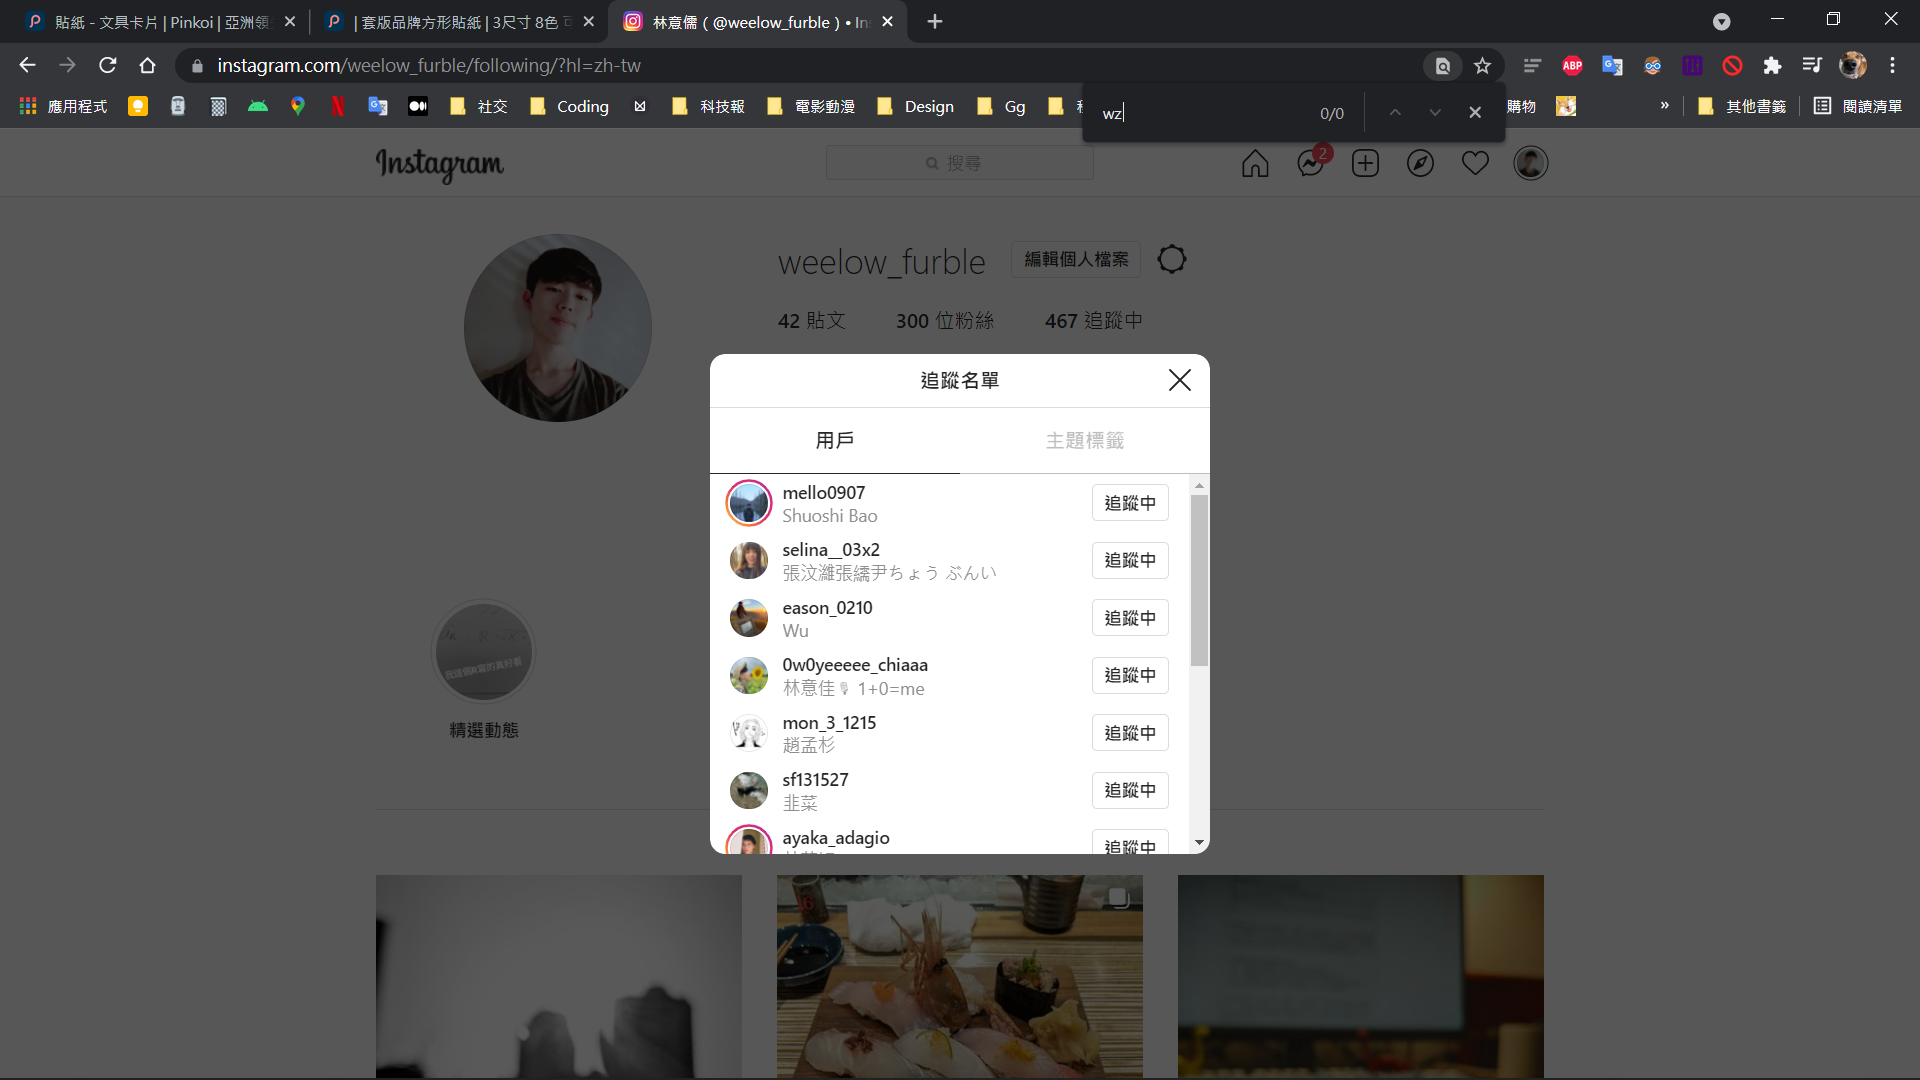 貼紙 - 文具卡片 | Pinkoi | 亞洲領
| 套版品牌方形貼紙 | 3尺寸 8色
林意儒（@weelow_furble）• In
instagram.com/weelow_furble/following/?hl=zh-tw
ABP
應用程式
社交
Coding
科技報
電影動漫
Design
Gg
購物
»
其他書籤
閱讀清單
wz
0/0
Instagram
搜尋
2
weelow_furble
編輯個人檔案
42 貼文
300 位粉絲
467 追蹤中
追蹤名單
用戶
主題標籤
mello0907
Shuoshi Bao
追蹤中
selina__03x2
張汶濰張繻尹ちょう ぶんい
追蹤中
eason_0210
Wu
追蹤中
0w0yeeeee_chiaaa
林意佳🎙 1+0=me
追蹤中
mon_3_1215
趙孟杉
追蹤中
sf131527
韭菜
追蹤中
ayaka_adagio
追蹤中
精選動態